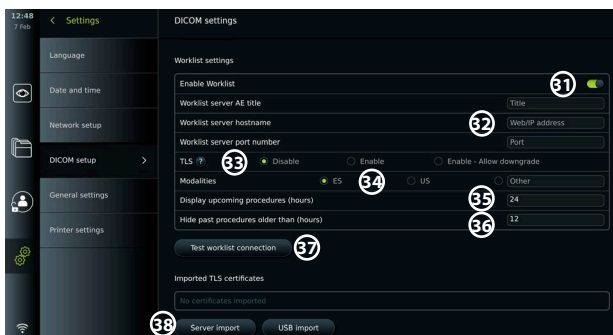 12:48
7 Feb
< Settings
DICOM settings
Language
Date and time
Network setup
DICOM setup >
General settings
Printer settings
Worklist settings
Enable Worklist 31
Worklist server AE title Title
Worklist server hostname 32 Web/IP address
Worklist server port number Port
TLS ? 33 Disable Enable Enable - Allow downgrade
Modalities ES 34 US Other
Display upcoming procedures (hours) 35 24
Hide past procedures older than (hours) 36 12
Test worklist connection 37
Imported TLS certificates
No certificates imported
38 Server import USB import